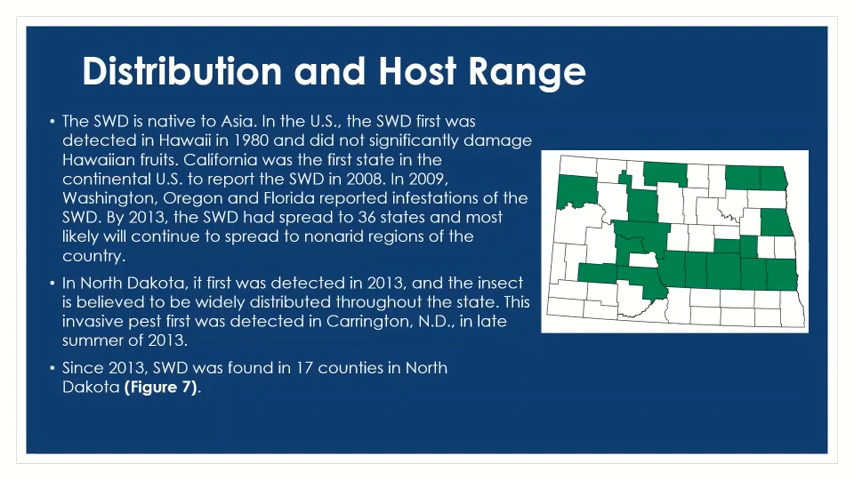 Distribution and Host Range
• The SWD is native to Asia. In the U.S., the SWD first was
detected in Hawaii in 1980 and did not significantly damage
Hawaiian fruits. California was the first state in the
continental U.S. to report the SWD in 2008. In 2009,
Washington, Oregon and Florida reported infestations of the
SWD. By 2013, the SWD had spread to 36 states and most
likely will continue to spread to nonarid regions of the
country.
• In North Dakota, it first was detected in 2013, and the insect
is believed to be widely distributed throughout the state. This
invasive pest first was detected in Carrington, N.D., in late
summer of 2013.
• Since 2013, SWD was found in 17 counties in North
Dakota (Figure 7).